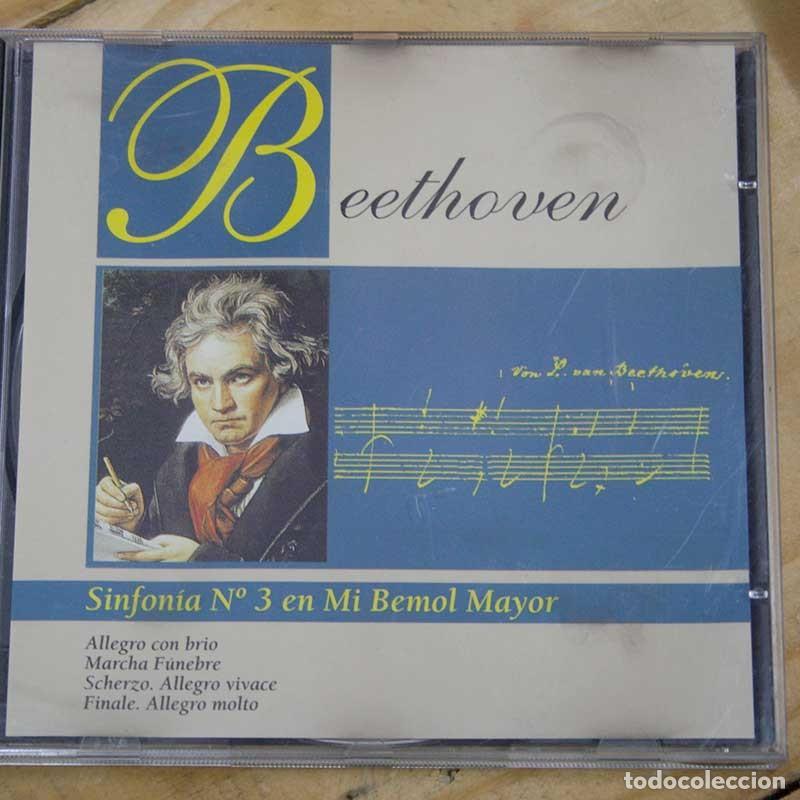 Beethoven
Von L. van Beethoven.
Sinfonía Nº 3 en Mi Bemol Mayor
Allegro con brio
Marcha Fúnebre
Scherzo. Allegro vivace
Finale. Allegro molto
todocoleccion